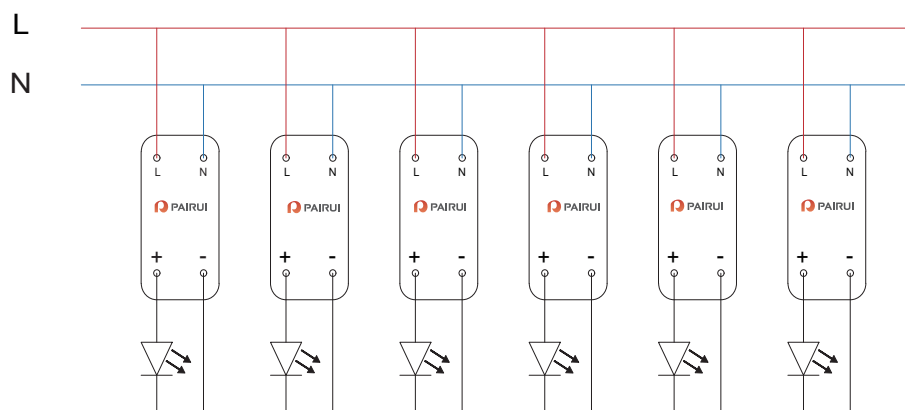 L
N
L N L N L N L N L N L N
PAIRUI PAIRUI PAIRUI PAIRUI PAIRUI PAIRUI
+ - + - + - + - + - + -